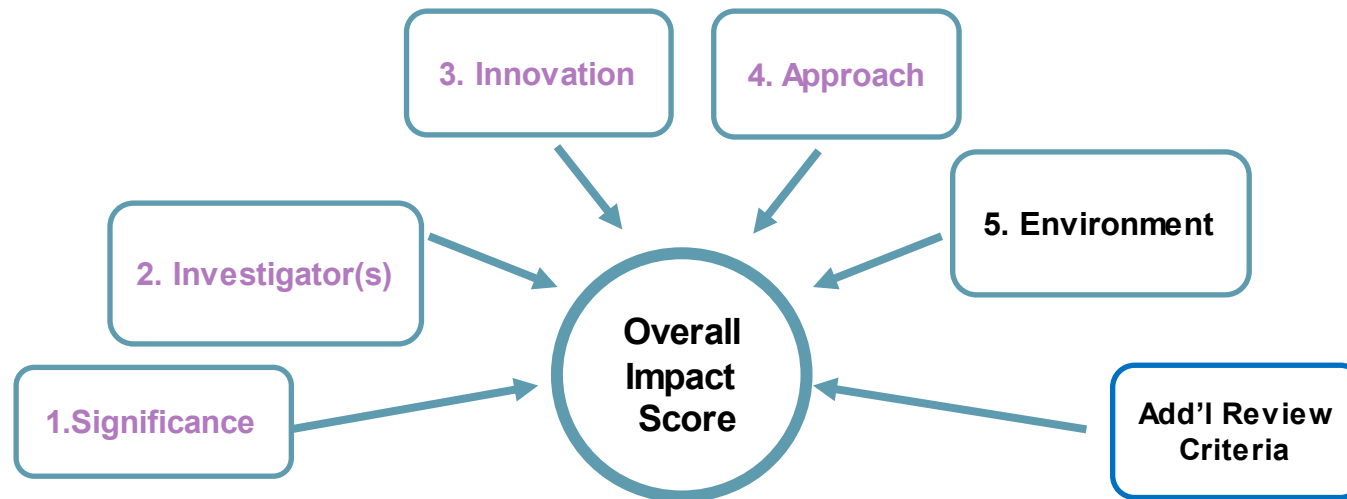 3. Innovation
4. Approach
2. Investigator(s)
5. Environment
1.Significance
Overall
Impact
Score
Add’l Review
Criteria